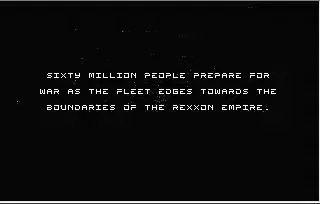 SIXTY MILLION PEOPLE PREPARE FOR
WAR AS THE FLEET EDGES TOWARDS THE
BOUNDARIES OF THE REXXON EMPIRE.